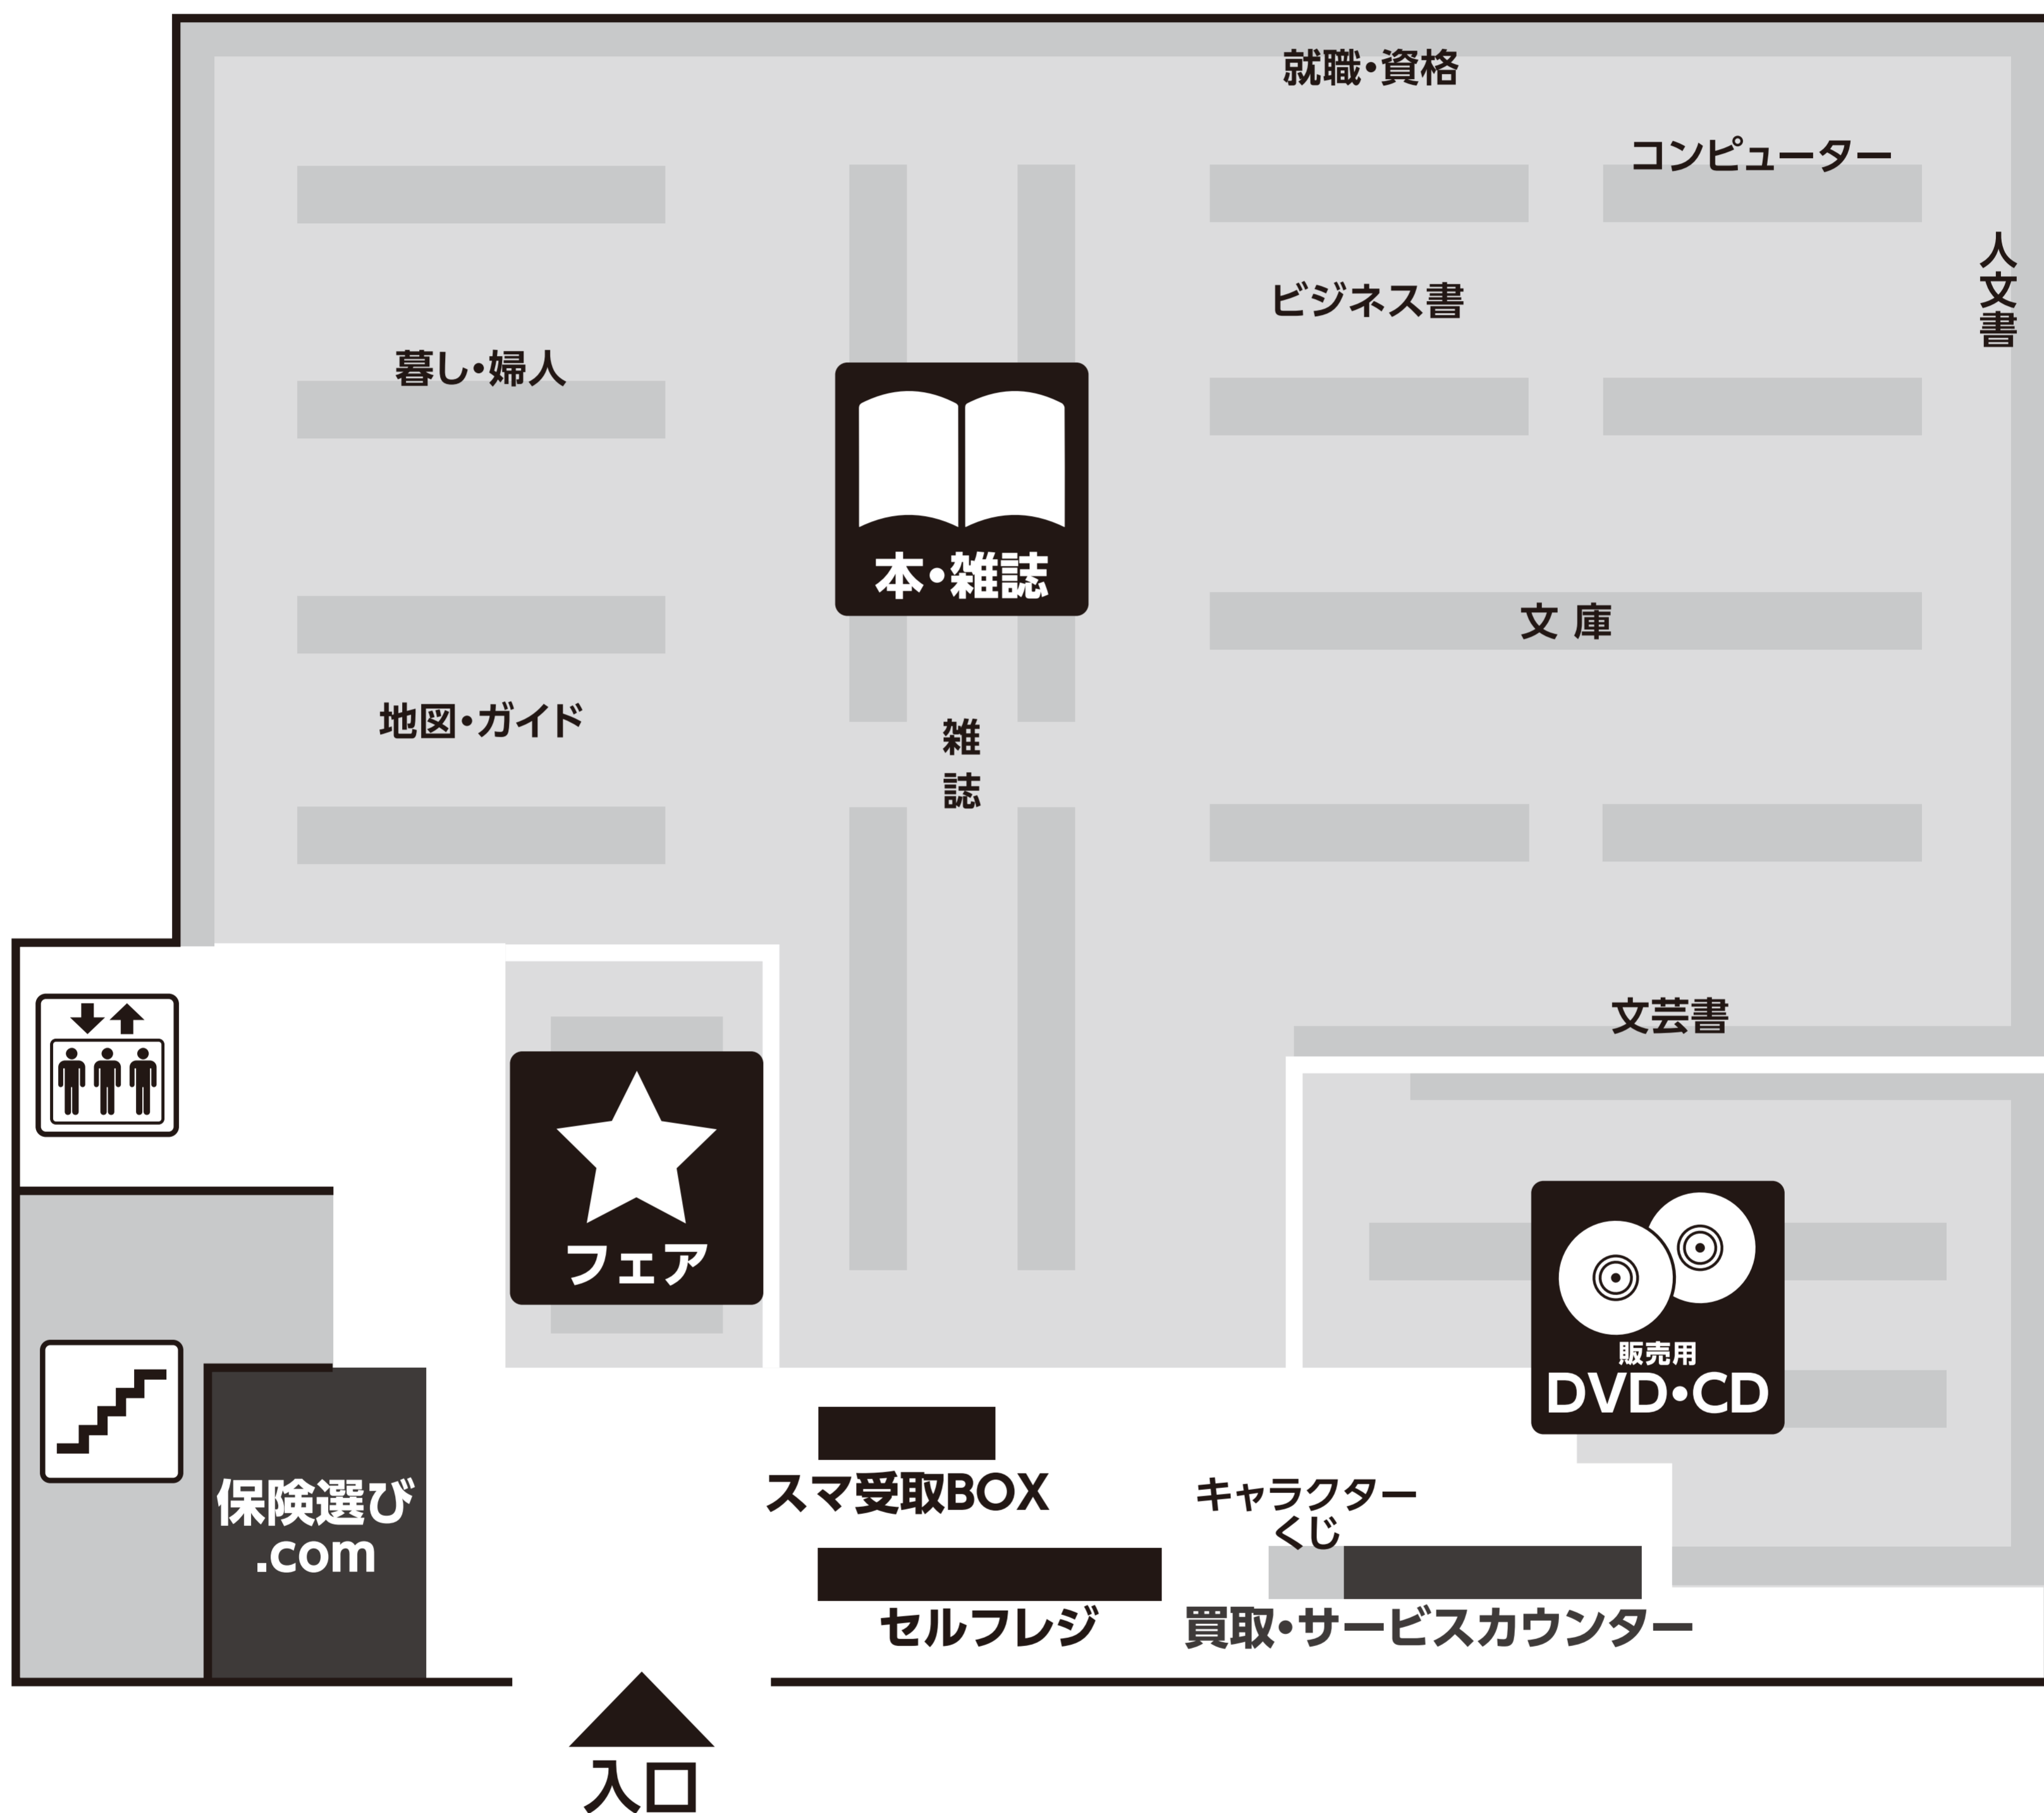 就職・資格
コンピューター
人文書
ビジネス書
暮し・婦人
本・雑誌
文庫
地図・ガイド
雑誌
文芸書
フェア
販売用
DVD・CD
スマ受取BOX
キャラクター
くじ
保険選び
.com
セルフレジ
買取・サービスカウンター
入口